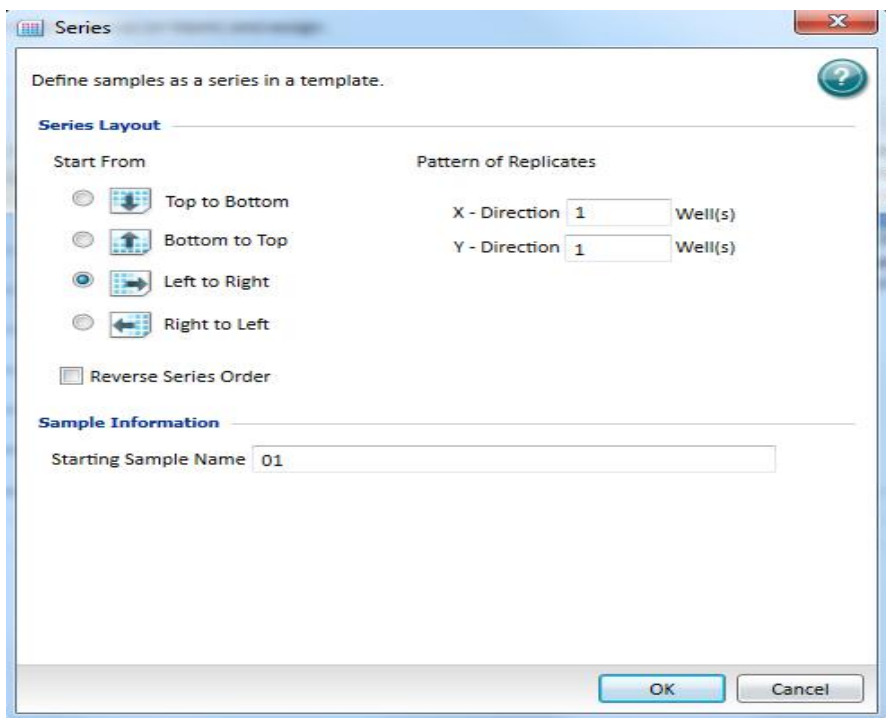 Series
Define samples as a series in a template.
?
Series Layout
Start From
Top to Bottom
Bottom to Top
Left to Right
Right to Left
Reverse Series Order
Pattern of Replicates
X - Direction 1 Well(s)
Y - Direction 1 Well(s)
Sample Information
Starting Sample Name 01
OK Cancel